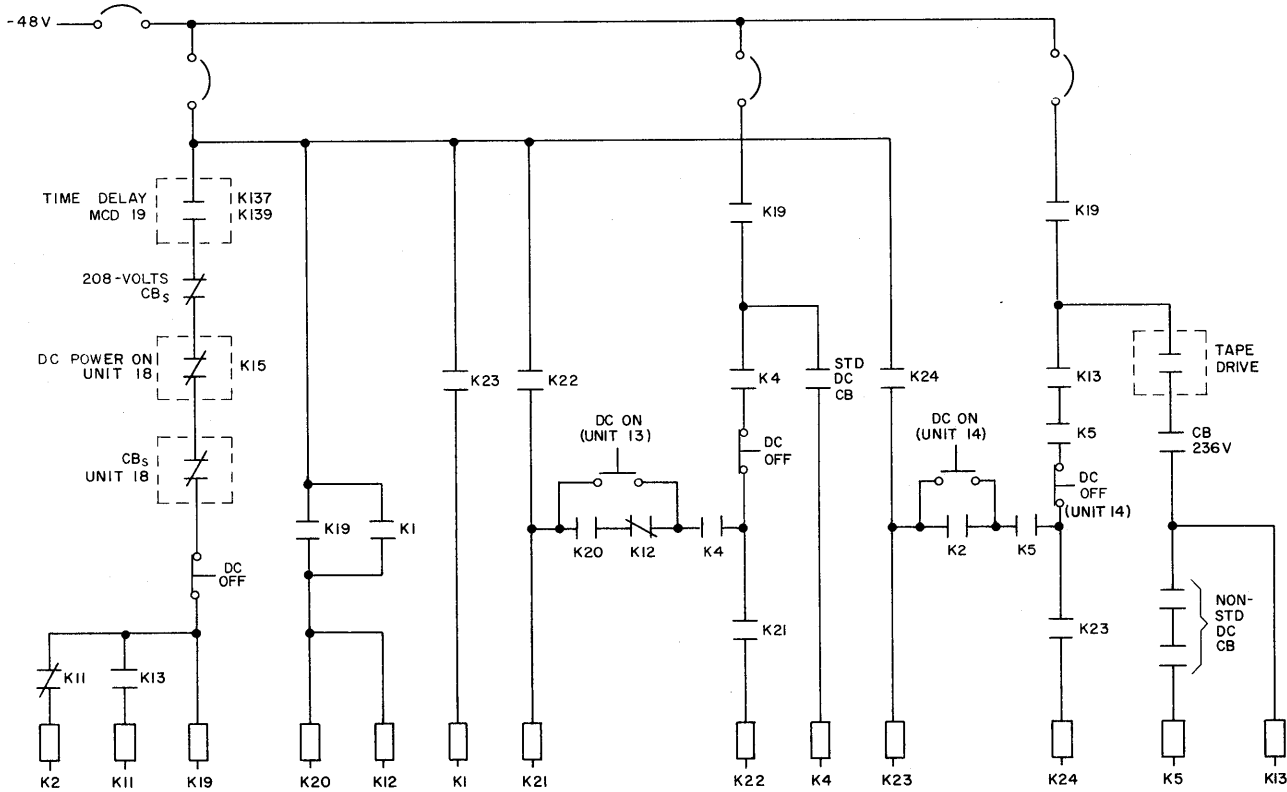 -48V
TIME DELAY
MCD 19
K137
K139
K19
K19
208-VOLTS
CBs
DC POWER ON
UNIT 18
K15
K23
K22
K4
STD
DC
CB
K24
K13
TAPE
DRIVE
DC ON
(UNIT 13)
DC
OFF
DC ON
(UNIT 14)
K5
CB
236V
CBs
UNIT 18
DC
OFF
(UNIT 14)
K19
K1
K20
K12
K4
K2
K5
DC
OFF
K21
K23
NON-
STD
DC
CB
K11
K13
K2
K11
K19
K20
K12
K1
K21
K22
K4
K23
K24
K5
K13